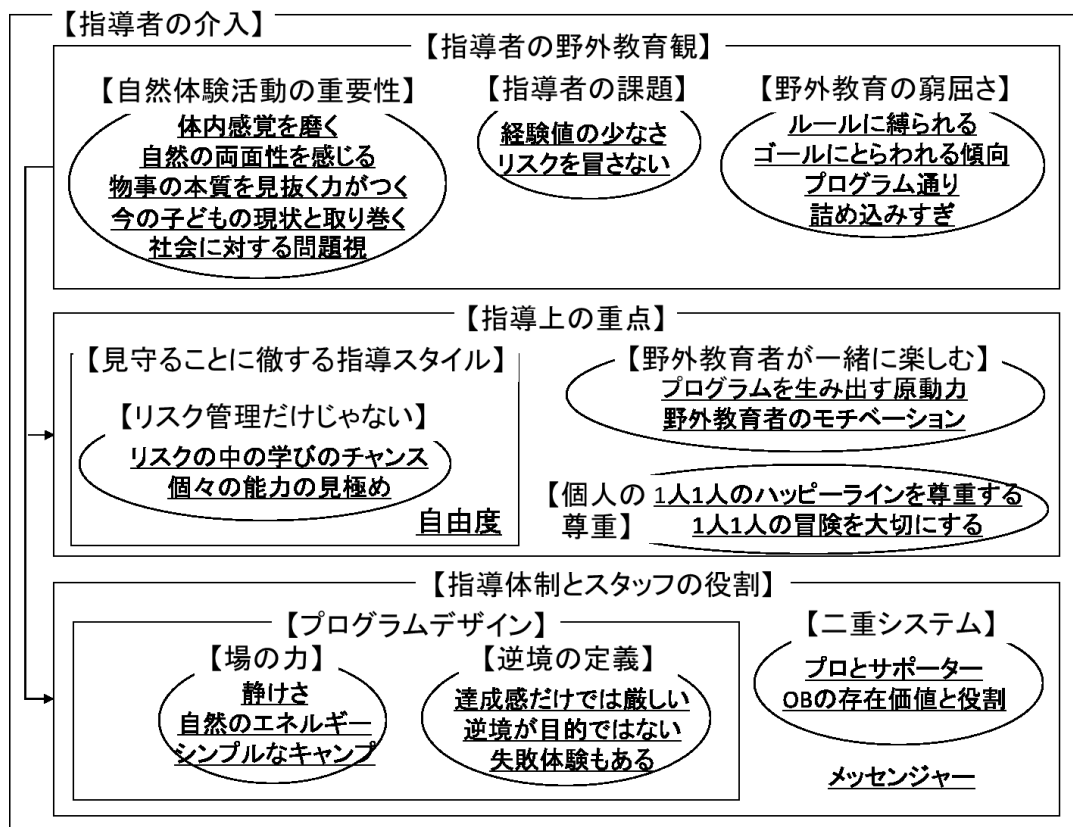 【指導者の介入】
【指導者の野外教育観】
【自然体験活動の重要性】
体内感覚を磨く
自然の両面性を感じる
物事の本質を見抜く力がつく
今の子どもの現状と取り巻く
社会に対する問題視
【指導者の課題】
経験値の少なさ
リスクを冒さない
【野外教育の窮屈さ】
ルールに縛られる
ゴールにとらわれる傾向
プログラム通り
詰め込みすぎ
【指導上の重点】
【見守ることに徹する指導スタイル】
【リスク管理だけじゃない】
リスクの中の学びのチャンス
個々の能力の見極め
自由度
【野外教育者が一緒に楽しむ】
プログラムを生み出す原動力
野外教育者のモチベーション
【個人の
尊重】
1人1人のハッピーラインを尊重する
1人1人の冒険を大切にする
【指導体制とスタッフの役割】
【プログラムデザイン】
【場の力】
静けさ
自然のエネルギー
シンプルなキャンプ
【逆境の定義】
達成感だけでは厳しい
逆境が目的ではない
失敗体験もある
【二重システム】
プロとサポーター
OBの存在価値と役割
メッセンジャー